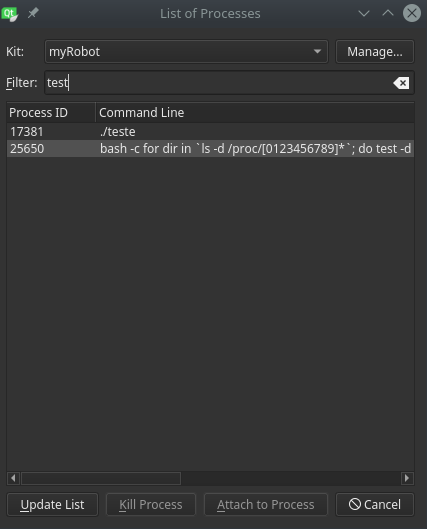 Qt
List of Processes
Kit: myRobot Manage...
Filter: test
Process ID Command Line
17381 ./teste
25650 bash -c for dir in `ls -d /proc/[0123456789]*`; do test -d
Update List Kill Process Attach to Process Cancel